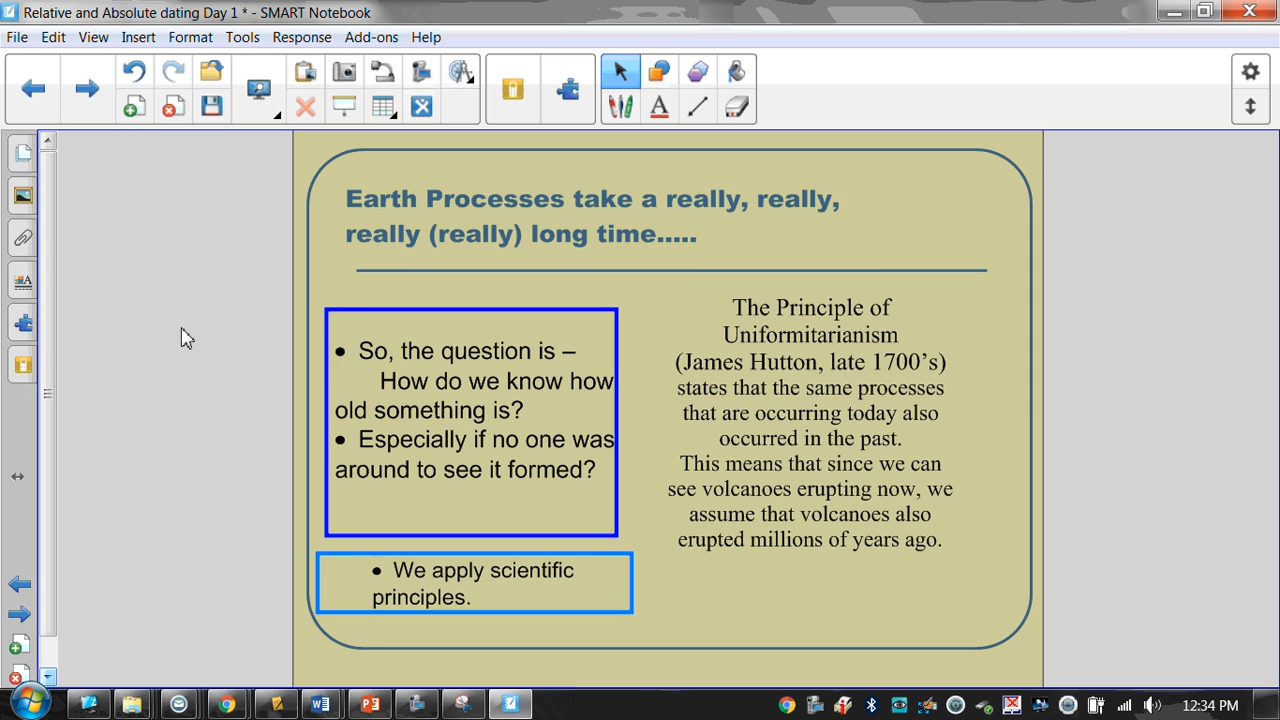 Relative and Absolute dating Day 1 * - SMART Notebook
File Edit View Insert Format Tools Response Add-ons Help
Earth Processes take a really, really,
really (really) long time.....
• So, the question is –
How do we know how
old something is?
• Especially if no one was
around to see it formed?
• We apply scientific
principles.
The Principle of
Uniformitarianism
(James Hutton, late 1700's)
states that the same processes
that are occurring today also
occurred in the past.
This means that since we can
see volcanoes erupting now, we
assume that volcanoes also
erupted millions of years ago.
12:34 PM